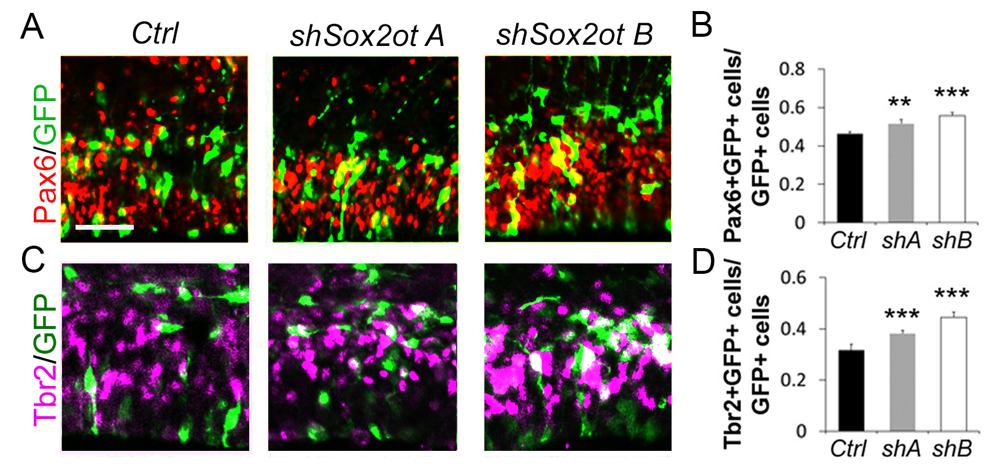 A
Ctrl
shSox2ot A
shSox2ot B
Pax6/GFP
B
Pax6+GFP+ cells/
GFP+ cells
0.8
0.6
0.4
0.2
0
**
***
Ctrl
shA
shB
C
Tbr2/GFP
D
Tbr2+GFP+ cells/
GFP+ cells
0.6
0.4
0.2
0
***
***
Ctrl
shA
shB